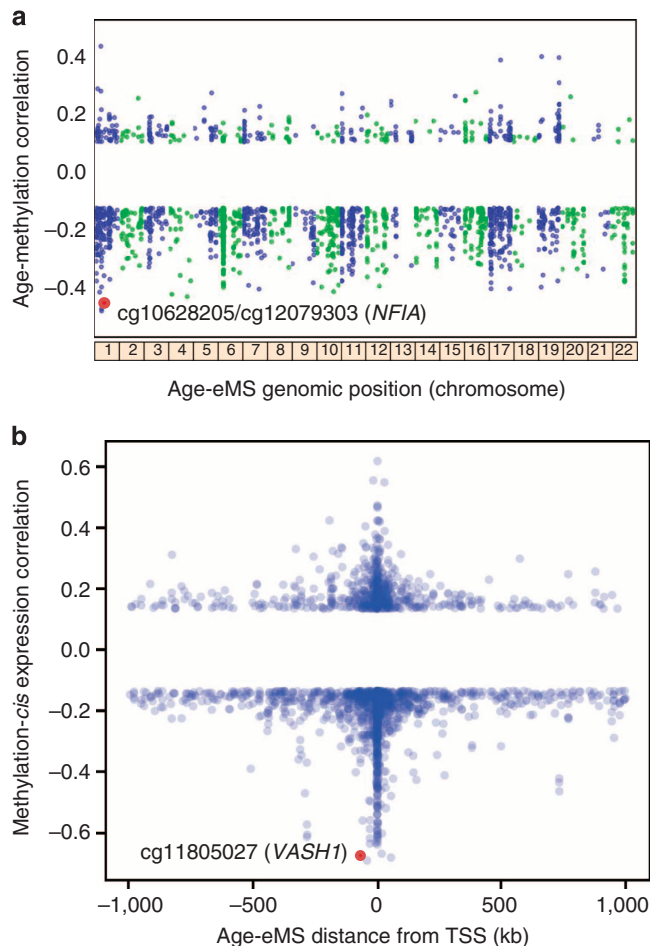 a
Age-methylation correlation
0.4
0.2
0.0
−0.2
−0.4
cg10628205/cg12079303 (NFIA)
1 2 3 4 5 6 7 8 9 10 11 12 13 14 15 16 17 18 19 20 21 22
Age-eMS genomic position (chromosome)
b
Methylation-cis expression correlation
0.6
0.4
0.2
0.0
−0.2
−0.4
−0.6
cg11805027 (VASH1)
−1,000 −500 0 500 1,000
Age-eMS distance from TSS (kb)